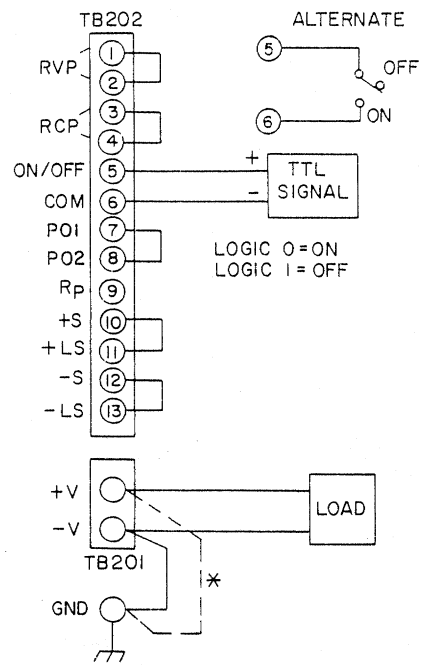 TB202
ALTERNATE
RVP
1
2
RCP
3
4
5
OFF
6
ON
ON/OFF
5
+
TTL
SIGNAL
COM
6
-
PO1
7
PO2
8
LOGIC 0=ON
LOGIC 1=OFF
RP
9
+S
10
+LS
11
-S
12
-LS
13
+V
-V
LOAD
TB201
*
GND